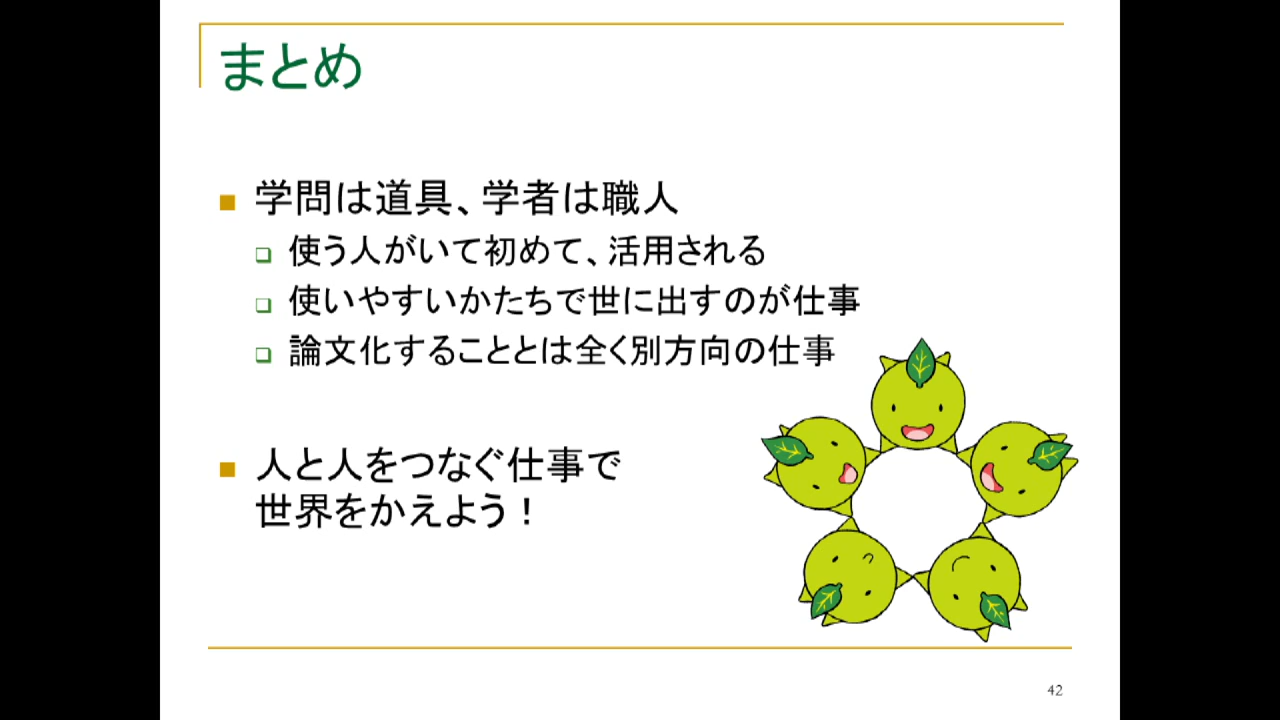 まとめ
学問は道具、学者は職人
使う人がいて初めて、活用される
使いやすいかたちで世に出すのが仕事
論文化することとは全く別方向の仕事
人と人をつなぐ仕事で
世界をかえよう！
42